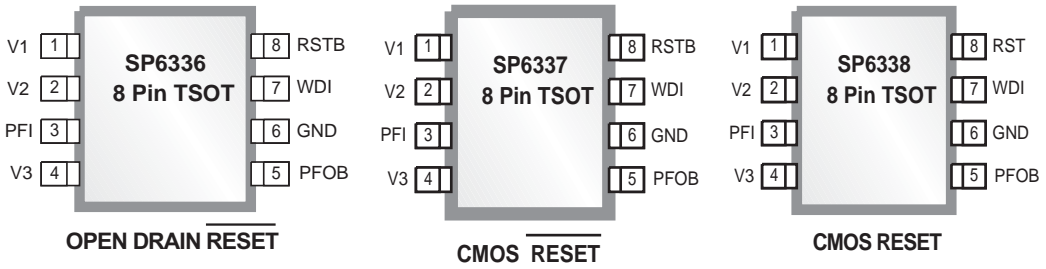 V1 1 SP6336 8 RSTB
V2 2 8 Pin TSOT 7 WDI
PFI 3 6 GND
V3 4 5 PFOB
OPEN DRAIN RESET
V1 1 SP6337 8 RSTB
V2 2 8 Pin TSOT 7 WDI
PFI 3 6 GND
V3 4 5 PFOB
CMOS RESET
V1 1 SP6338 8 RST
V2 2 8 Pin TSOT 7 WDI
PFI 3 6 GND
V3 4 5 PFOB
CMOS RESET